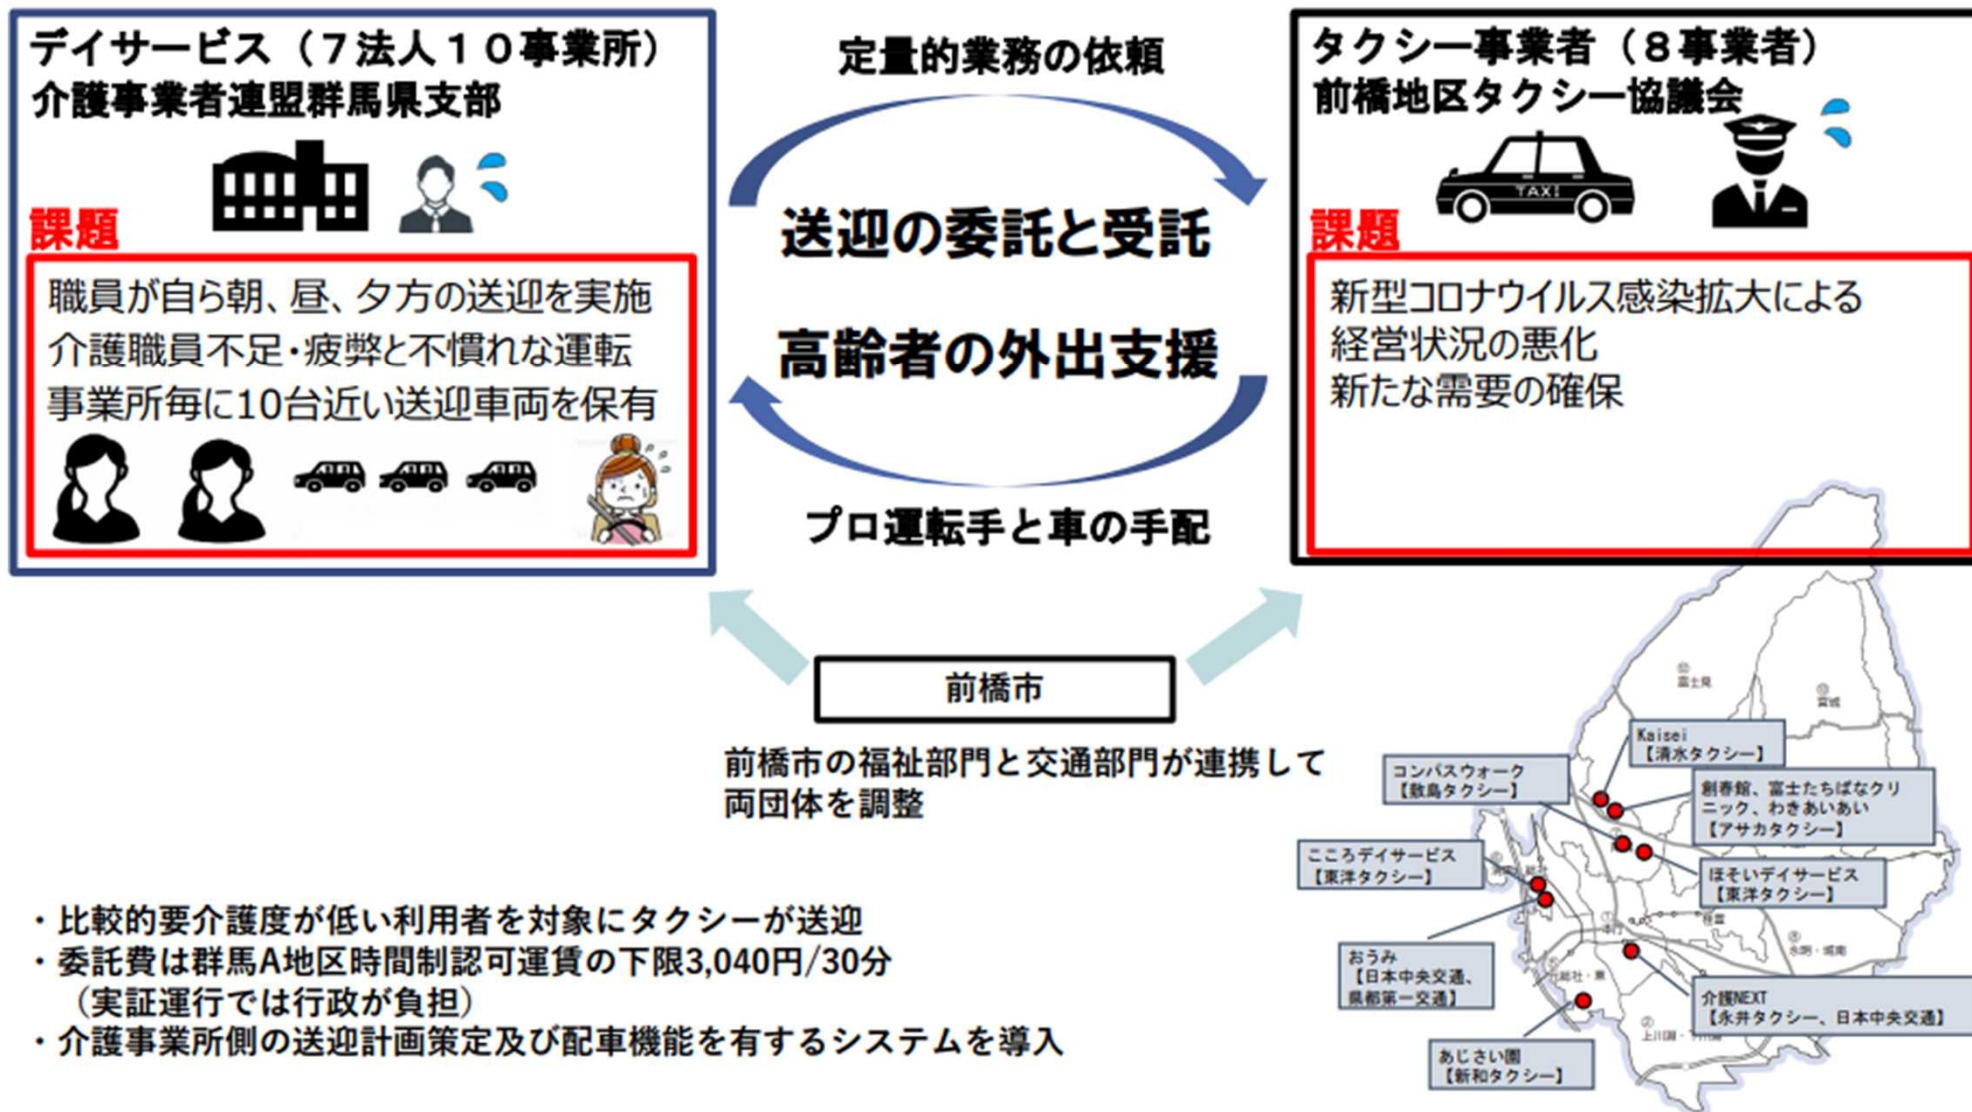 デイサービス（７法人１０事業所）
介護事業者連盟群馬県支部
課題
職員が自ら朝、昼、夕方の送迎を実施
介護職員不足・疲弊と不慣れな運転
事業所毎に10台近い送迎車両を保有
定量的業務の依頼
送迎の委託と受託
高齢者の外出支援
プロ運転手と車の手配
タクシー事業者（８事業者）
前橋地区タクシー協議会
TAXI
課題
新型コロナウイルス感染拡大による
経営状況の悪化
新たな需要の確保
前橋市
前橋市の福祉部門と交通部門が連携して
両団体を調整
・比較的要介護度が低い利用者を対象にタクシーが送迎
・委託費は群馬A地区時間制認可運賃の下限3,040円/30分
（実証運行では行政が負担）
・介護事業所側の送迎計画策定及び配車機能を有するシステムを導入
富士見
宮城
Kaisei
【清水タクシー】
コンパスウォーク
【敷島タクシー】
創春館、富士たちばなクリ
ニック、わきあいあい
【アサカタクシー】
こころデイサービス
【東洋タクシー】
ほそいデイサービス
【東洋タクシー】
桂萱
永明・城南
おうみ
【日本中央交通、
県都第一交通】
介護NEXT
【永井タクシー、日本中央交通】
あじさい園
【新和タクシー】